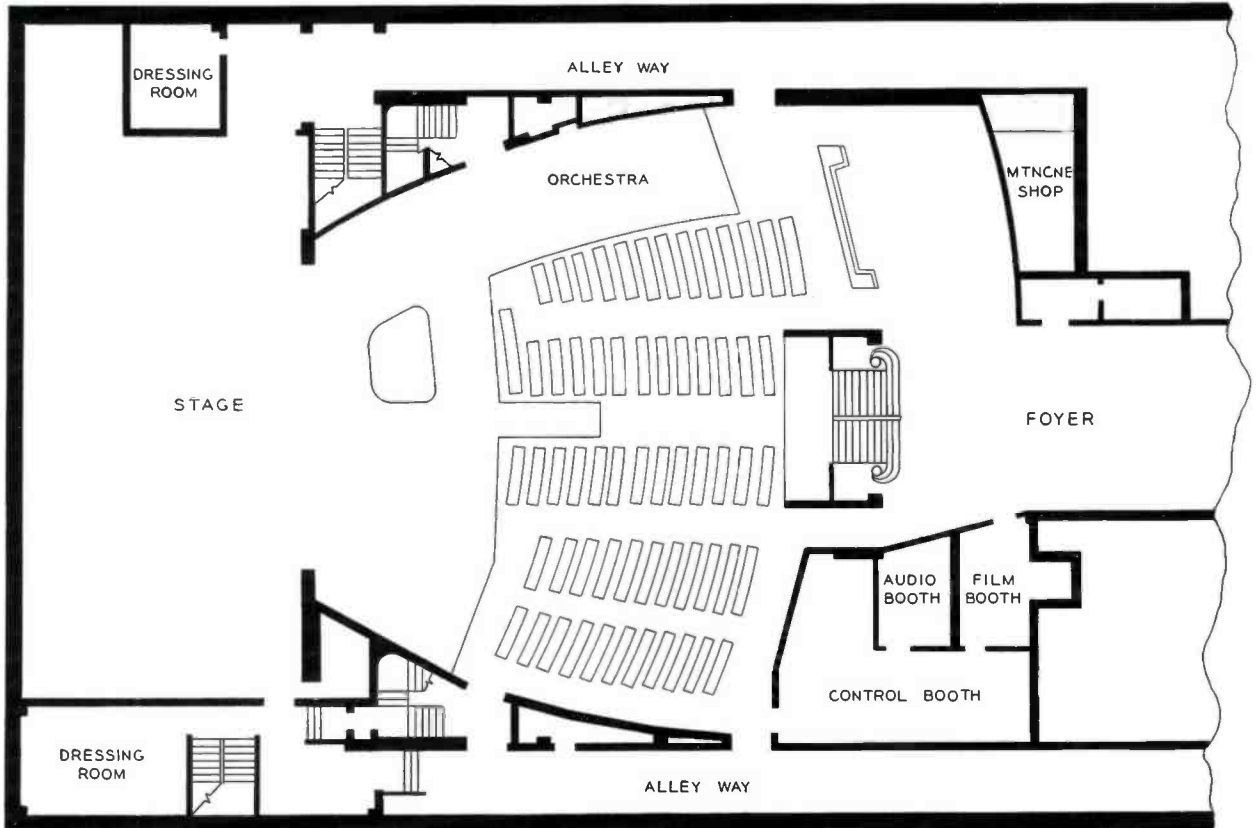 ALLEY WAY
DRESSING
ROOM
ORCHESTRA
MTNCNE
SHOP
STAGE
FOYER
AUDIO
BOOTH
FILM
BOOTH
CONTROL BOOTH
DRESSING
ROOM
ALLEY WAY